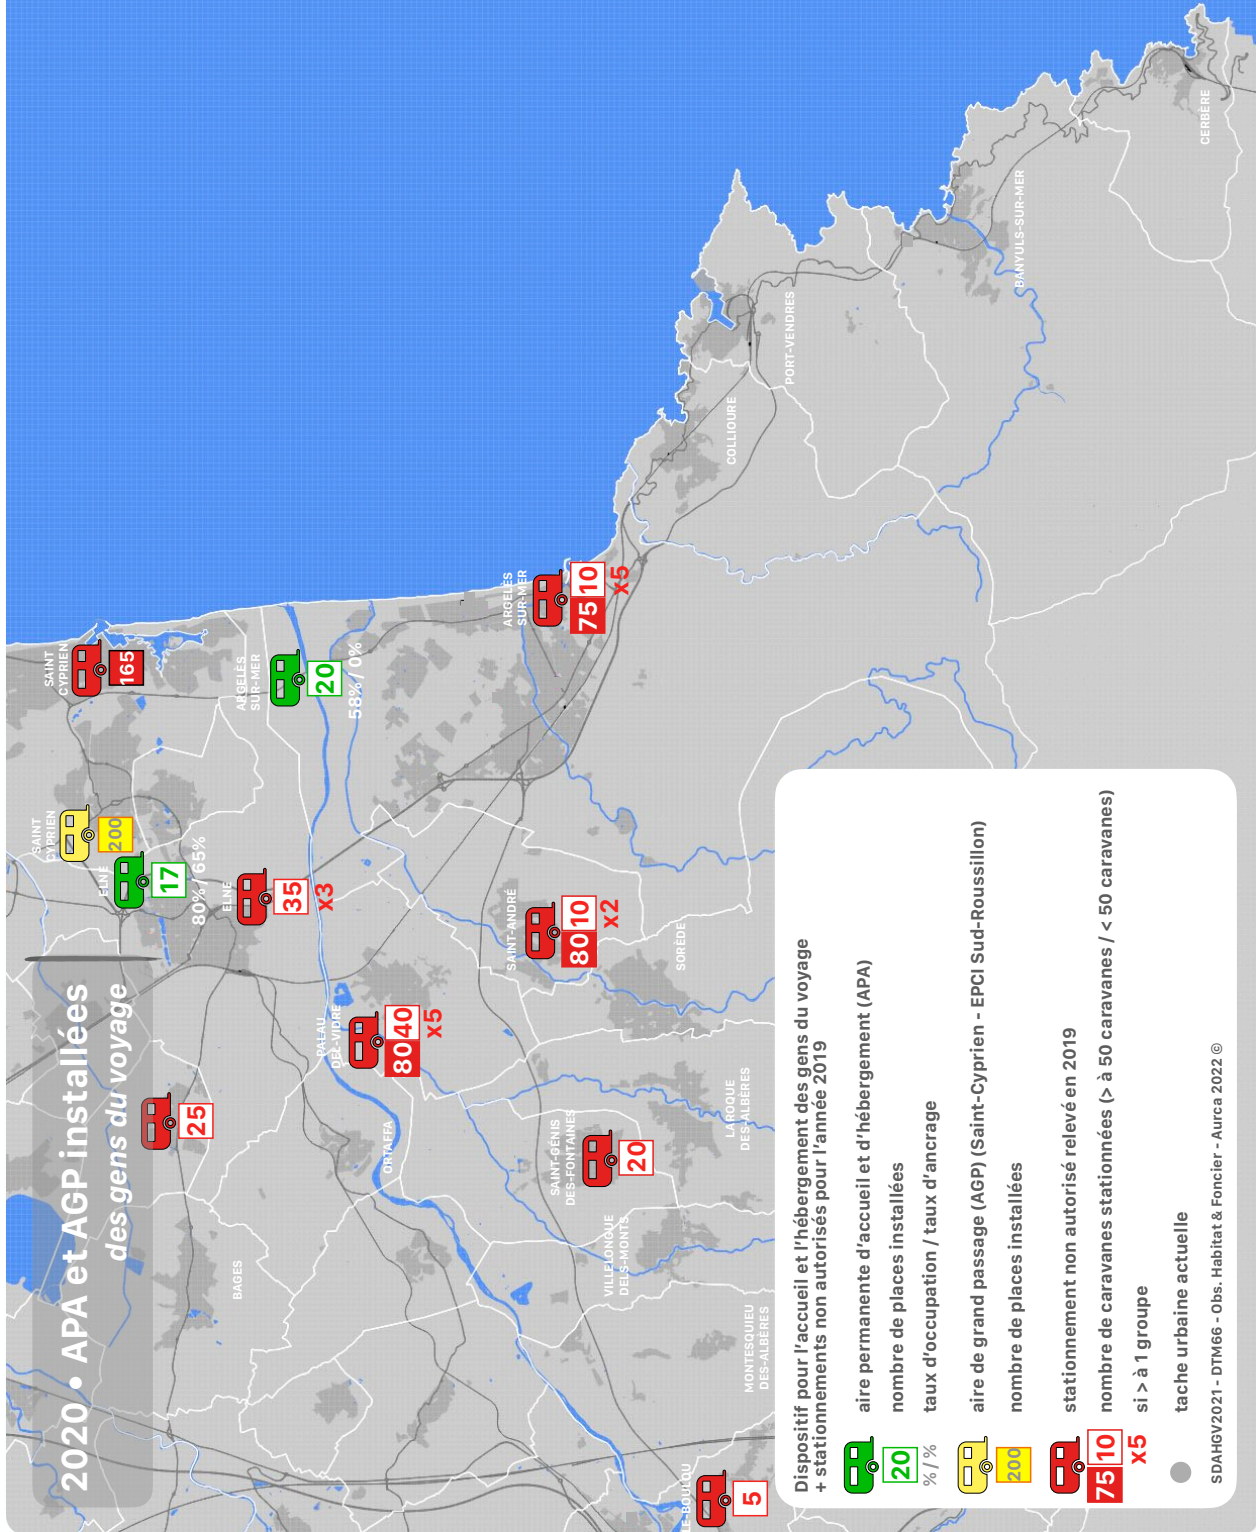 2020 • APA et AGP installées
des gens du voyage
SAINT
CYPRIEN
165
SAINT
CYPRIEN
200
ELNE
17
80% / 65%
ELNE
35
x3
ARGELÈS
SUR-MER
20
58% / 0%
25
BAGES
PALAU
DEL-VIDRE
80 40
x5
ORTAFFA
ARGELÈS
SUR-MER
75 10
x5
SAINT-ANDRÉ
80 10
x2
SORÈDE
SAINT-GÉNIS
DES-FONTAINES
20
LAROQUE
DES-ALBÈRES
VILLELONGUE
DELS-MONTS
MONTESQUIEU
DES-ALBÈRES
LE-BOULOU
5
COLLIOURE
PORT-VENDRES
BANYULS-SUR-MER
CERBÈRE
Dispositif pour l'accueil et l'hébergement des gens du voyage
+ stationnements non autorisés pour l'année 2019
aire permanente d'accueil et d'hébergement (APA)
20 nombre de places installées
% / % taux d'occupation / taux d'ancrage
aire de grand passage (AGP) (Saint-Cyprien - EPCI Sud-Roussillon)
200 nombre de places installées
stationnement non autorisé relevé en 2019
75 10 nombre de caravanes stationnées (> à 50 caravanes / < 50 caravanes)
x5 si > à 1 groupe
tache urbaine actuelle
SDAHGV2021 - DTM66 - Obs. Habitat & Foncier - Aurca 2022 ©